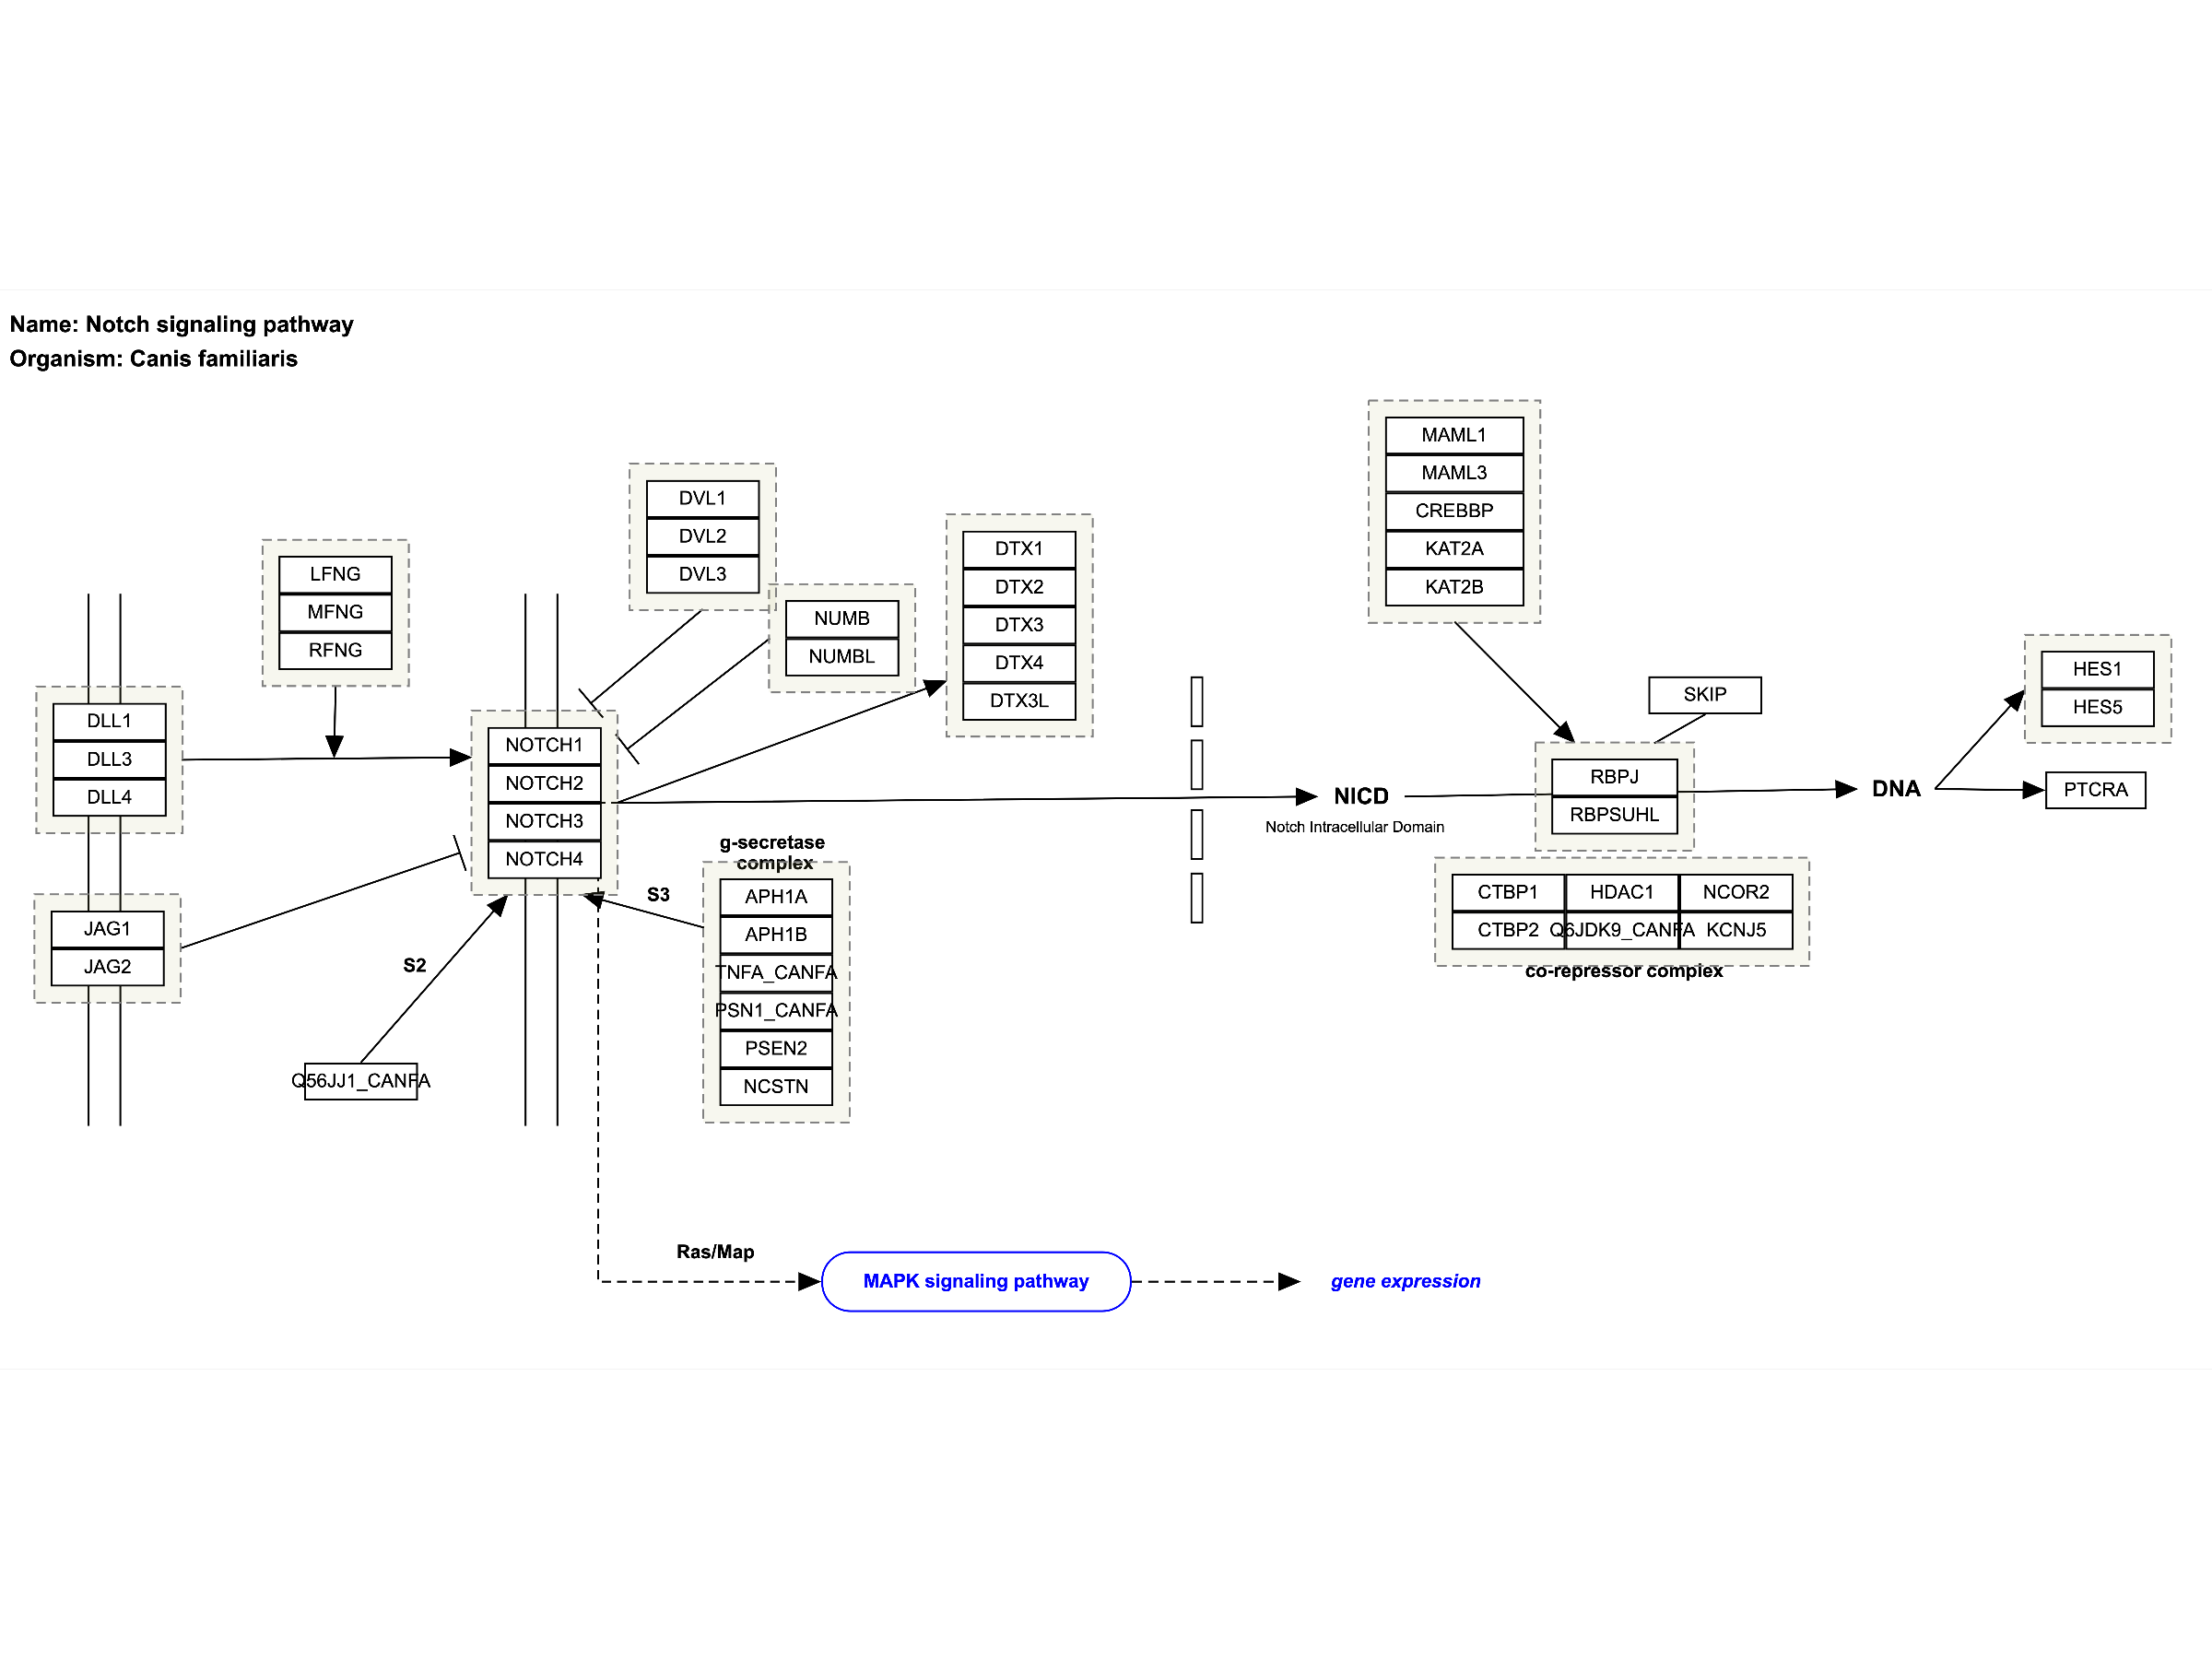 Name: Notch signaling pathway
Organism: Canis familiaris
LFNG
MFNG
RFNG
DLL1
DLL3
DLL4
JAG1
JAG2
S2
Q56JJ1_CANFA
DVL1
DVL2
DVL3
NUMB
NUMBL
NOTCH1
NOTCH2
NOTCH3
NOTCH4
DTX1
DTX2
DTX3
DTX4
DTX3L
S3
g-secretase
complex
APH1A
APH1B
TNFA_CANFA
PSN1_CANFA
PSEN2
NCSTN
Ras/Map
MAPK signaling pathway
gene expression
NICD
Notch Intracellular Domain
MAML1
MAML3
CREBBP
KAT2A
KAT2B
SKIP
RBPJ
RBPSUHL
CTBP1 HDAC1 NCOR2
CTBP2 Q6JDK9_CANFA KCNJ5
co-repressor complex
DNA
HES1
HES5
PTCRA